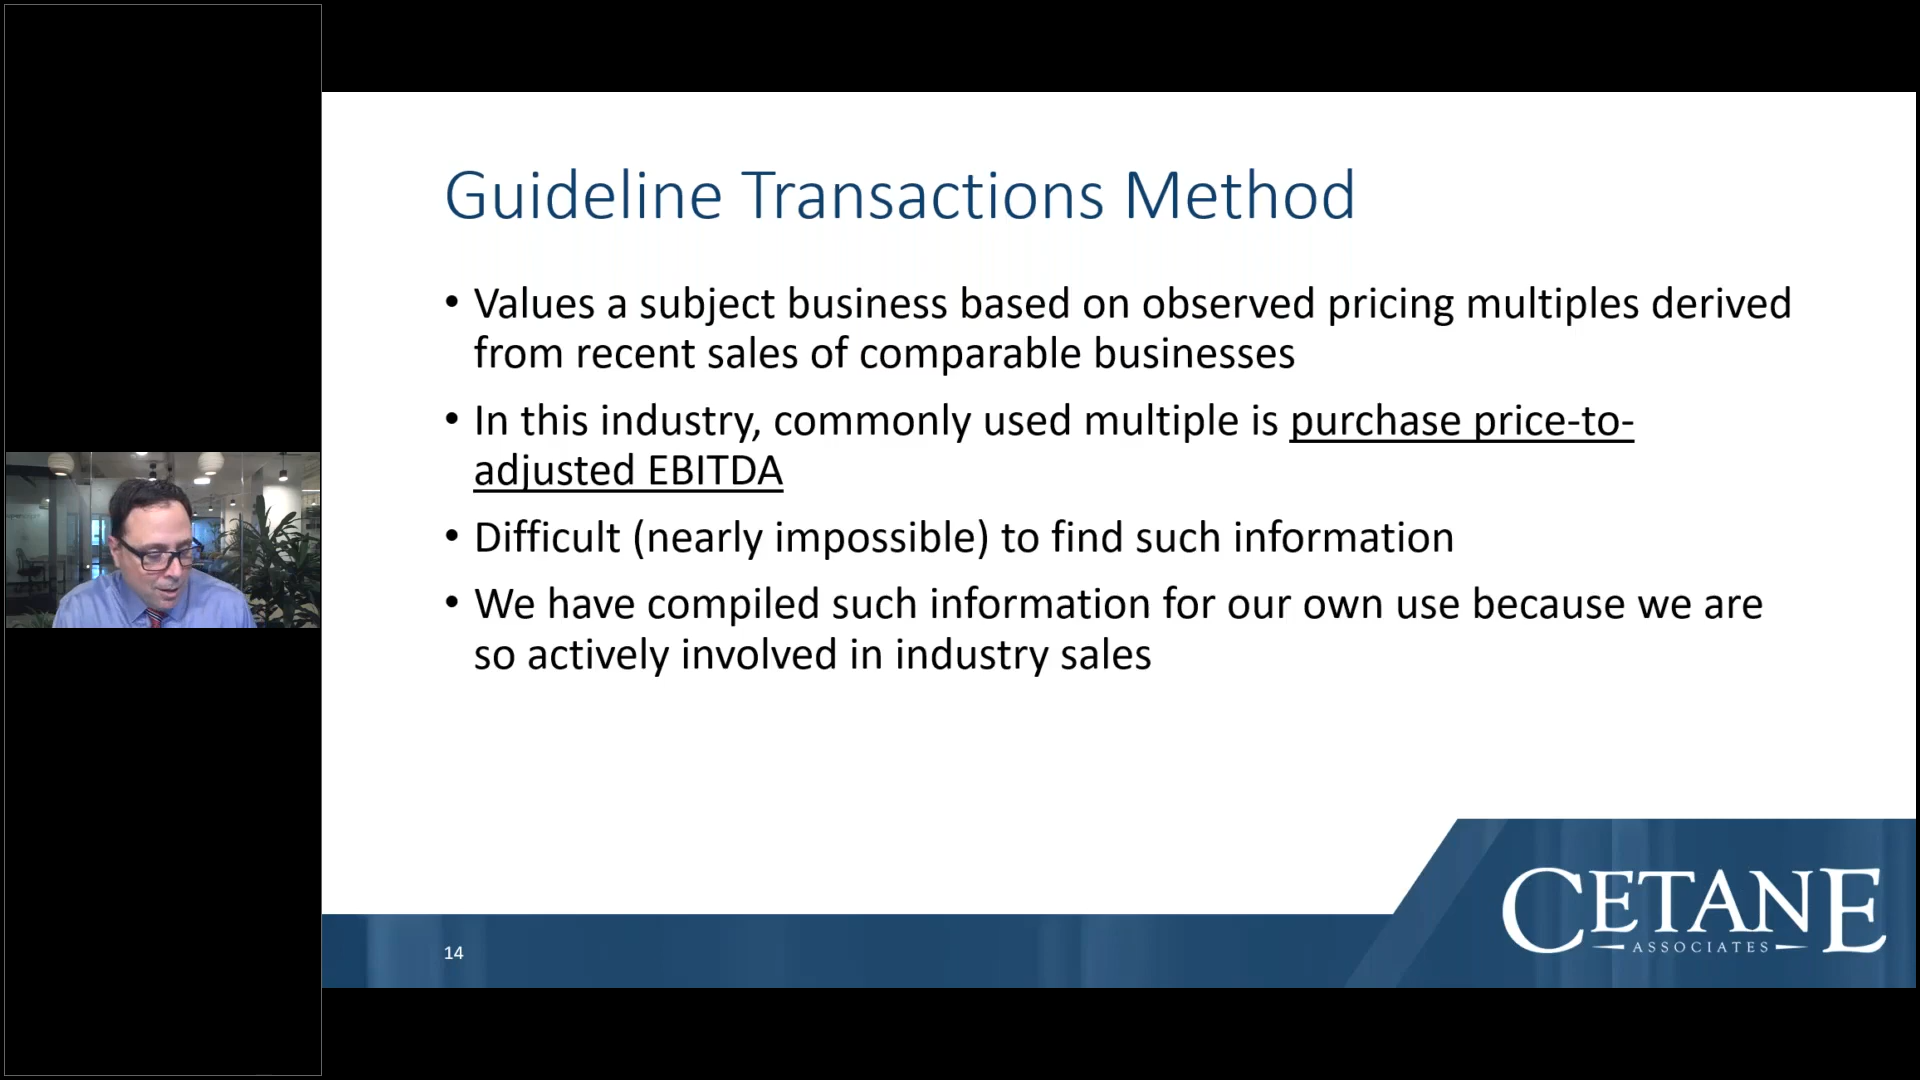 Guideline Transactions Method
• Values a subject business based on observed pricing multiples derived
from recent sales of comparable businesses
• In this industry, commonly used multiple is purchase price-to-
adjusted EBITDA
• Difficult (nearly impossible) to find such information
• We have compiled such information for our own use because we are
so actively involved in industry sales
CETANE
ASSOCIATES
14